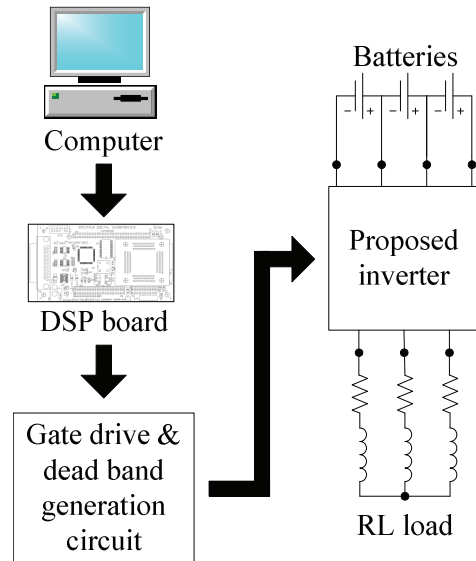 Computer
DSP board
Gate drive &
dead band
generation
circuit
Batteries
− + − + − +
Proposed
inverter
RL load